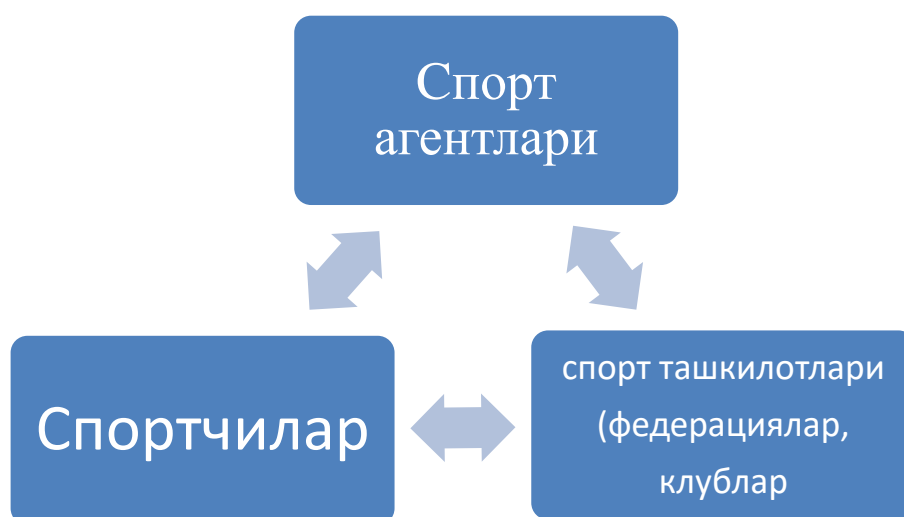 Спорт
агентлари
Спортчилар
спорт ташкилотлари
(федерациялар,
клублар